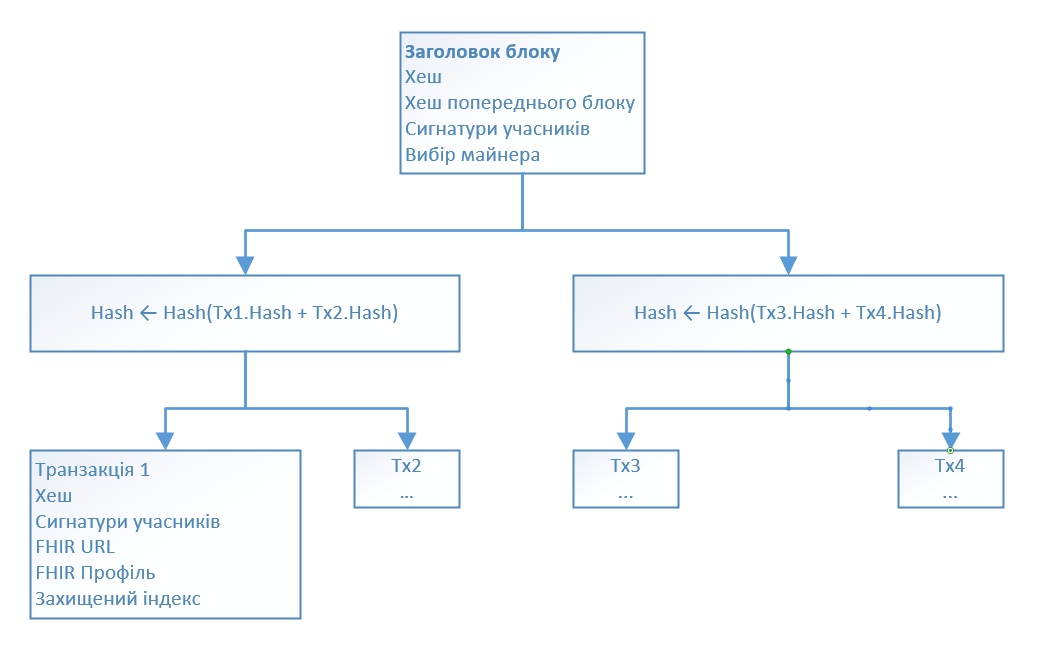 Заголовок блоку
Хеш
Хеш попереднього блоку
Сигнатури учасників
Вибір майнера
Hash ← Hash(Tx1.Hash + Tx2.Hash)
Hash ← Hash(Tx3.Hash + Tx4.Hash)
Транзакція 1
Хеш
Сигнатури учасників
FHIR URL
FHIR Профіль
Захищений індекс
Tx2
...
Tx3
...
Tx4
...